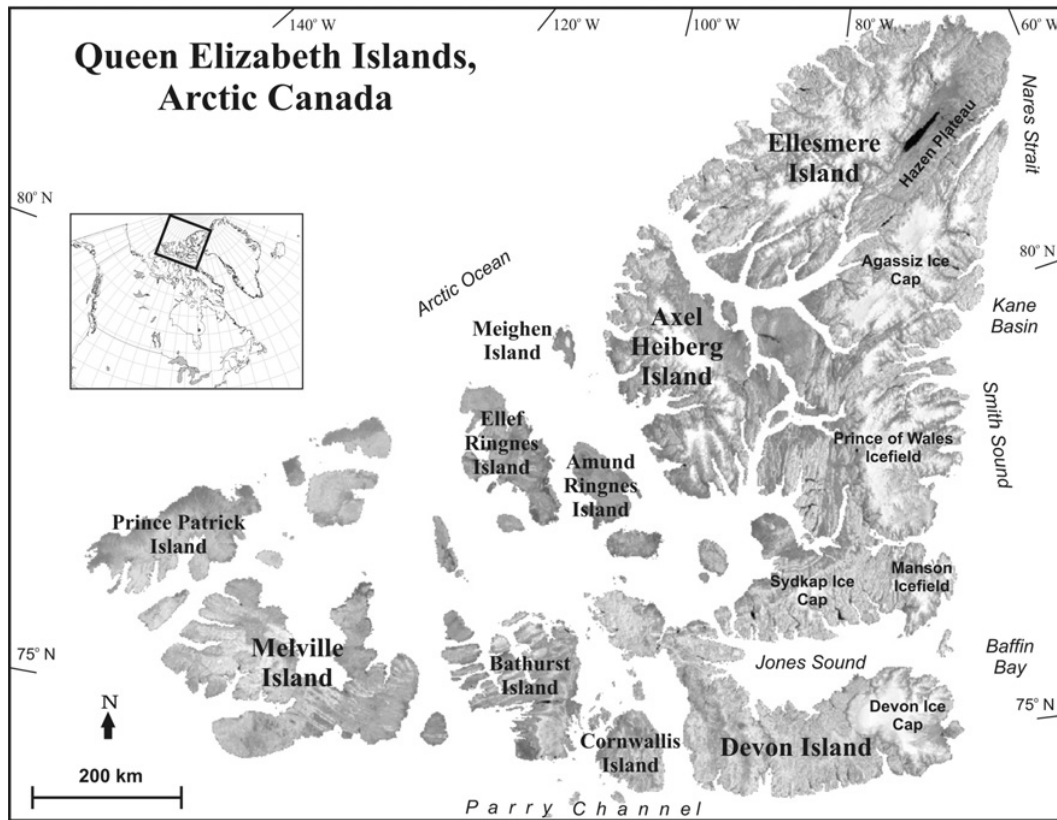 140° W
120° W
100° W
80° W
60° W
Queen Elizabeth Islands,
Arctic Canada
Nares Strait
Hazen Plateau
Ellesmere
Island
80° N
80° N
Agassiz Ice
Cap
Arctic Ocean
Kane
Basin
Meighen
Island
Axel
Heiberg
Island
Smith Sound
Ellef
Ringnes
Island
Prince of Wales
Icefield
Amund
Ringnes
Island
Prince Patrick
Island
Sydkap Ice
Cap
Manson
Icefield
Melville
Island
Bathurst
Island
Jones Sound
Baffin
Bay
75° N
75° N
N
Devon Ice
Cap
Cornwallis
Island
Devon Island
200 km
Parry Channel